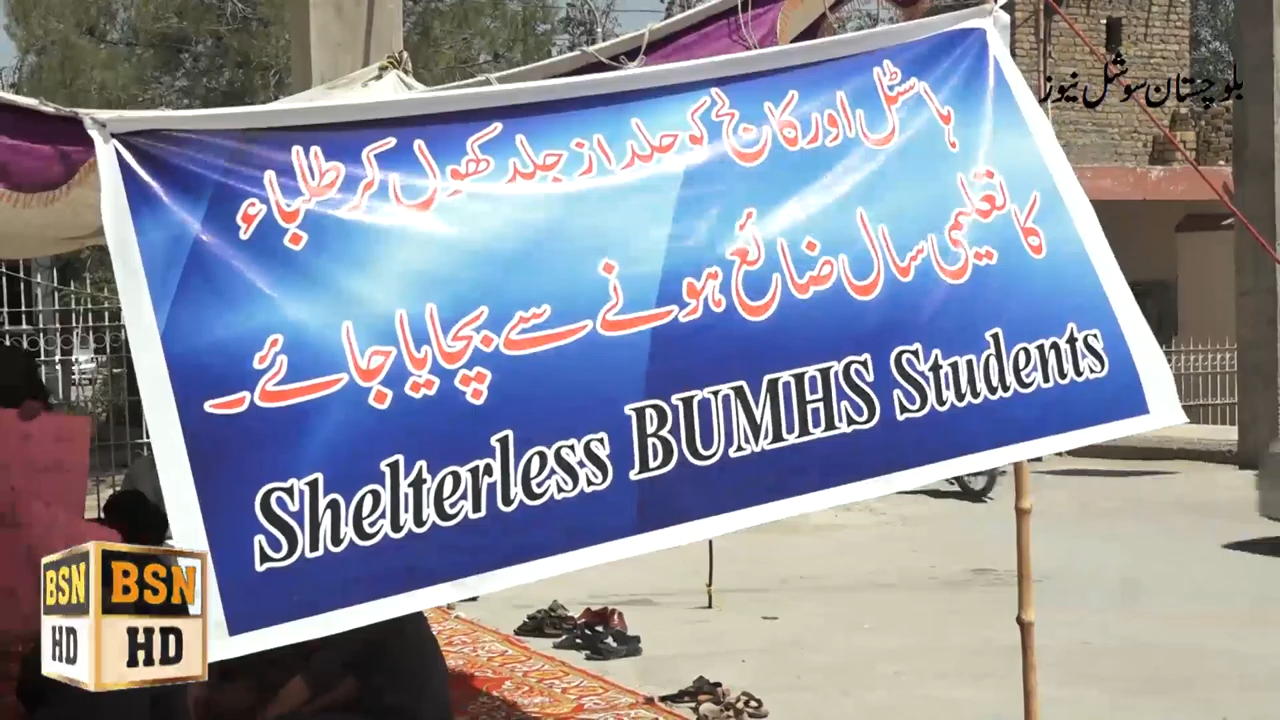 بلوچستان سوشل نیوز
ہاسٹل اور کالج کو جلد از جلد کھول کر طلباء
کا تعلیمی سال ضائع ہونے سے بچایا جائے۔
Shelterless BUMHS Students
BSN BSN
HD HD